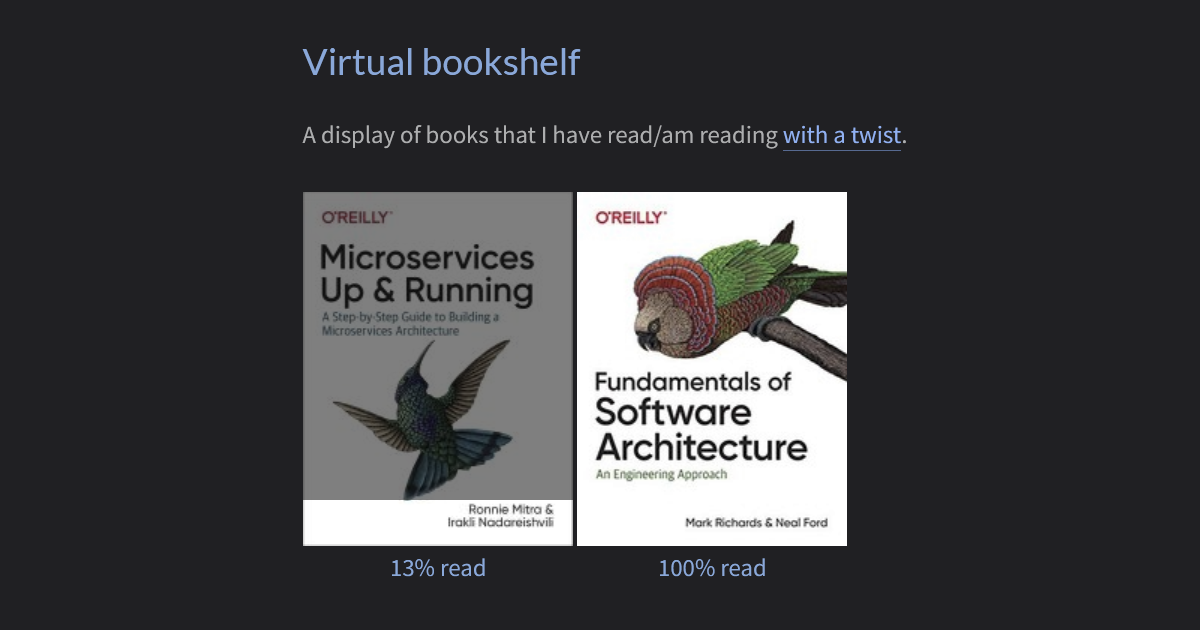 Virtual bookshelf
A display of books that I have read/am reading with a twist.
O'REILLY®
Microservices
Up & Running
A Step-by-Step Guide to Building a
Microservices Architecture
Ronnie Mitra &
Irakli Nadareishvili
13% read
O'REILLY®
Fundamentals of
Software
Architecture
An Engineering Approach
Mark Richards & Neal Ford
100% read